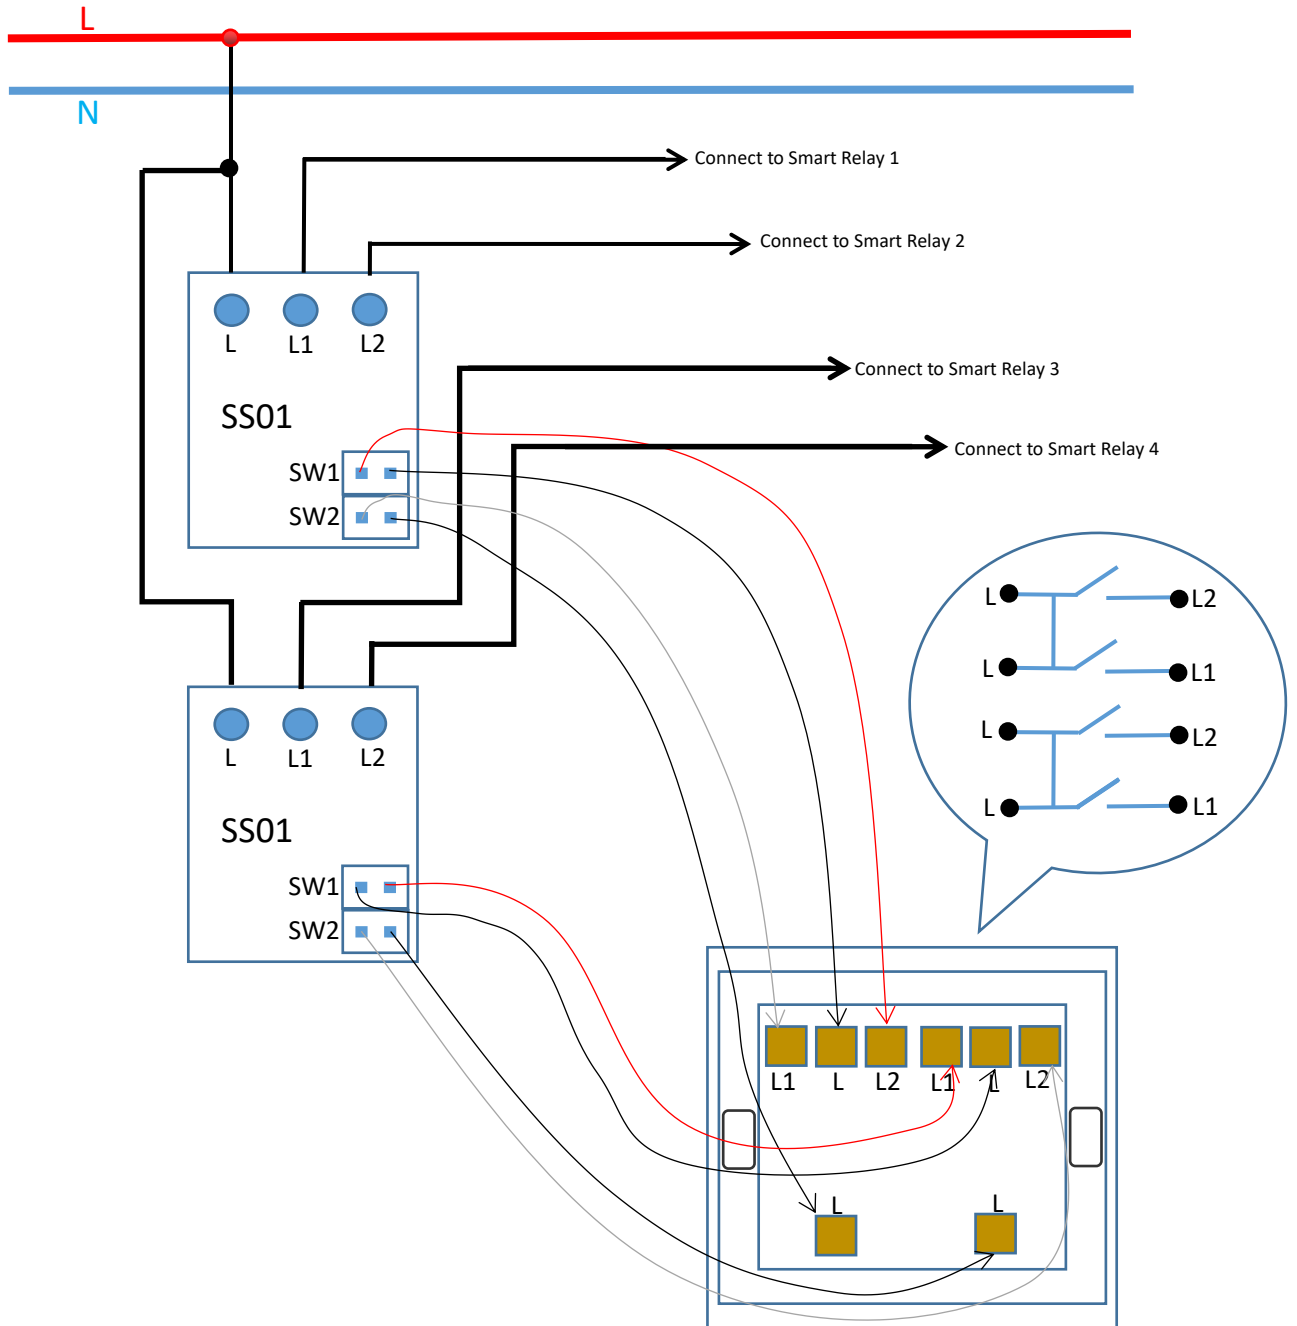 L
N
Connect to Smart Relay 1
Connect to Smart Relay 2
L L1 L2
Connect to Smart Relay 3
SS01
Connect to Smart Relay 4
SW1
SW2
L L2
L L1
L L2
L L1
L L1 L2
SS01
SW1
SW2
L1 L L2 L1 L L2
L L